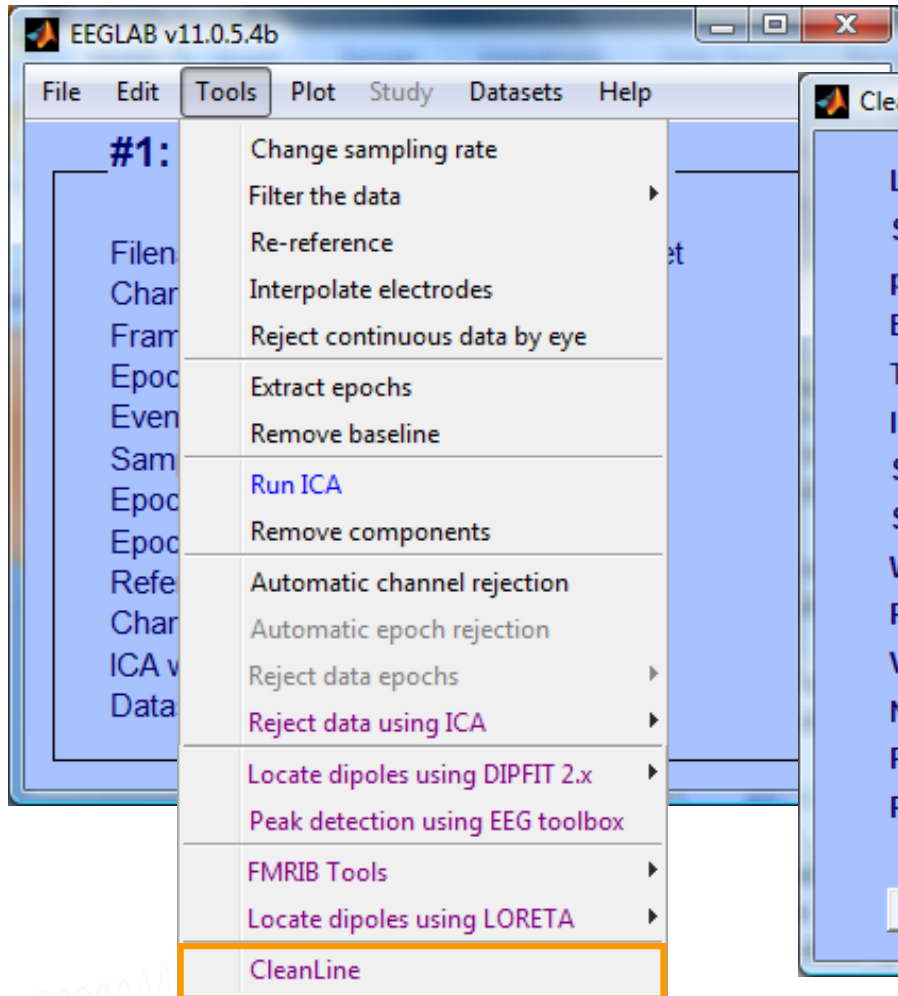 EEGLAB v11.0.5.4b
File Edit Tools Plot Study Datasets Help
#1:
Change sampling rate
Filter the data
Re-reference
Interpolate electrodes
Reject continuous data by eye
Extract epochs
Remove baseline
Run ICA
Remove components
Automatic channel rejection
Automatic epoch rejection
Reject data epochs
Reject data using ICA
Locate dipoles using DIPFIT 2.x
Peak detection using EEG toolbox
FMRIB Tools
Locate dipoles using LORETA
CleanLine